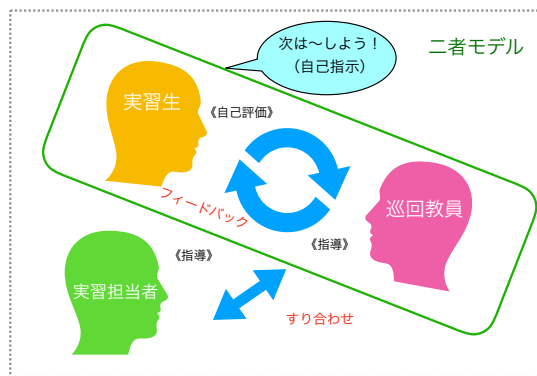 次は〜しよう！
（自己指示）
二者モデル
実習生
《自己評価》
フィードバック
巡回教員
《指導》
《指導》
実習担当者
すり合わせ